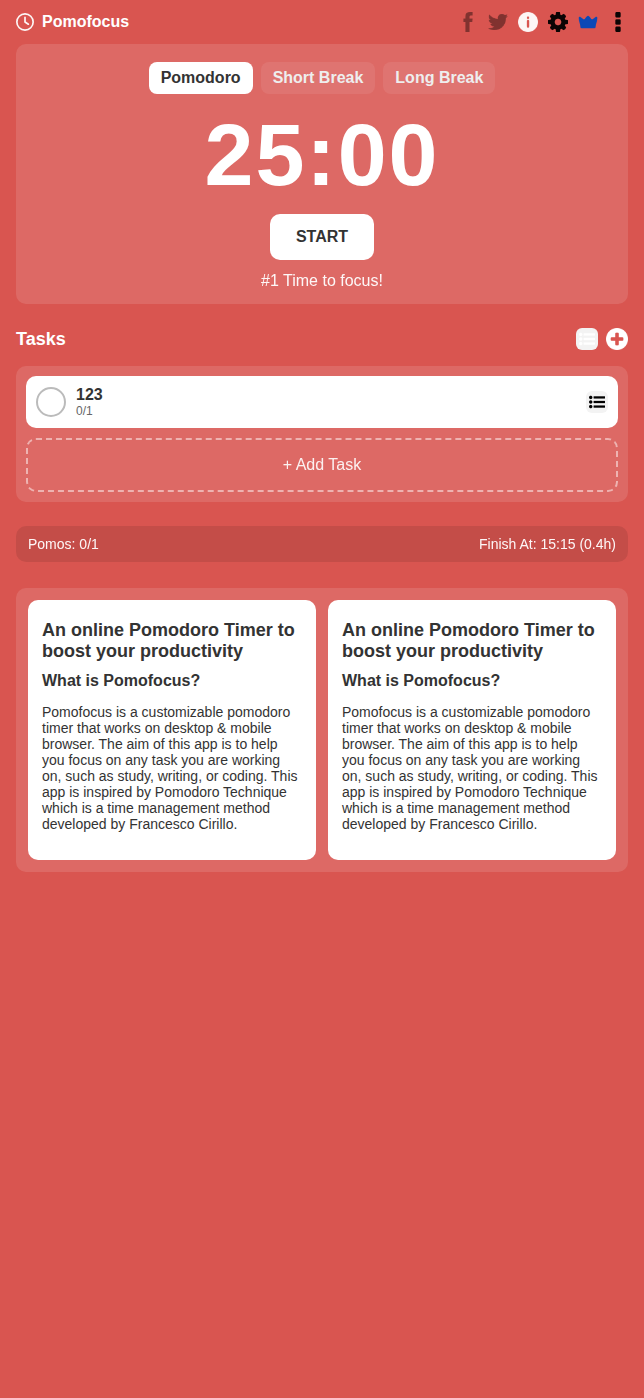 Pomofocus
Pomodoro Short Break Long Break
25:00
START
#1 Time to focus!
Tasks
123
0/1
+ Add Task
Pomos: 0/1 Finish At: 15:15 (0.4h)
An online Pomodoro Timer to
boost your productivity
What is Pomofocus?
Pomofocus is a customizable pomodoro
timer that works on desktop & mobile
browser. The aim of this app is to help
you focus on any task you are working
on, such as study, writing, or coding. This
app is inspired by Pomodoro Technique
which is a time management method
developed by Francesco Cirillo.
An online Pomodoro Timer to
boost your productivity
What is Pomofocus?
Pomofocus is a customizable pomodoro
timer that works on desktop & mobile
browser. The aim of this app is to help
you focus on any task you are working
on, such as study, writing, or coding. This
app is inspired by Pomodoro Technique
which is a time management method
developed by Francesco Cirillo.